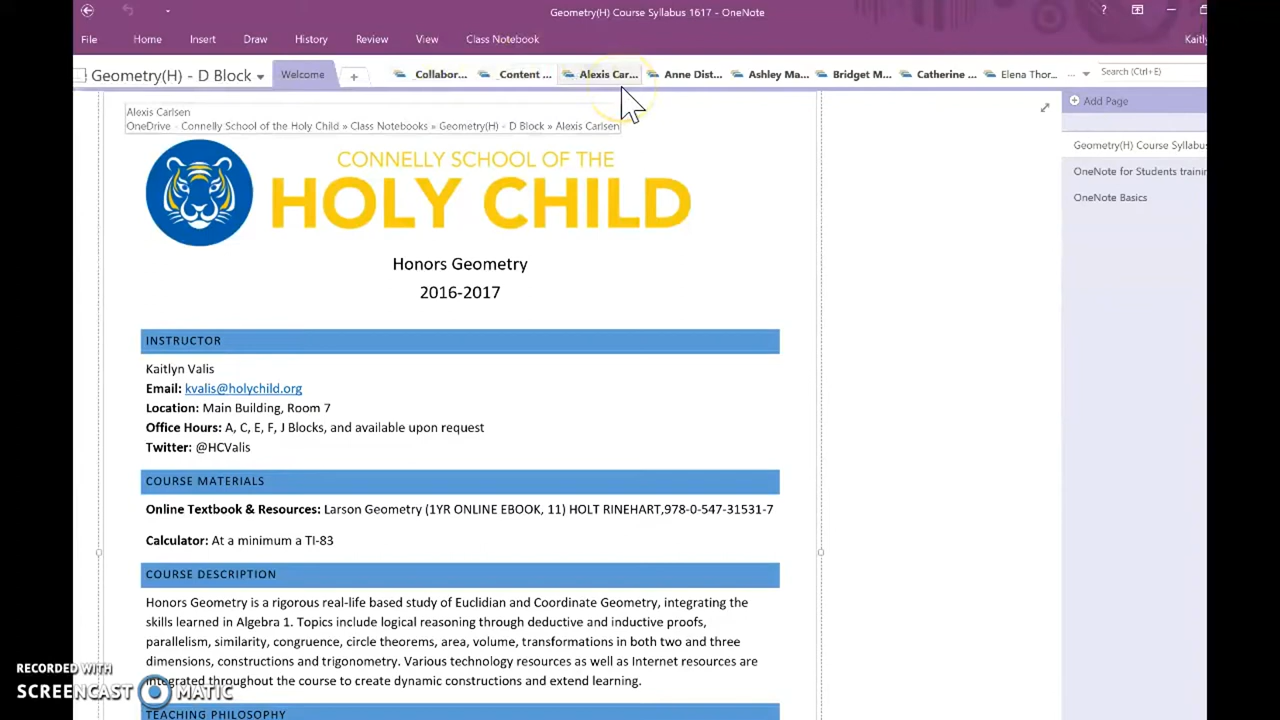 Geometry(H) Course Syllabus 1617 - OneNote
?
File Home Insert Draw History Review View Class Notebook
Kaitly
Geometry(H) - D Block Welcome + Collabor... Content ... Alexis Car... Anne Dist... Ashley Ma... Bridget M... Catherine ... Elena Thor... ... Search (Ctrl+E)
Add Page
Geometry(H) Course Syllabus
OneNote for Students trainin
OneNote Basics
Alexis Carlsen
OneDrive - Connelly School of the Holy Child » Class Notebooks » Geometry(H) - D Block » Alexis Carlsen
CONNELLY SCHOOL OF THE
HOLY CHILD
Honors Geometry
2016-2017
INSTRUCTOR
Kaitlyn Valis
Email: kvalis@holychild.org
Location: Main Building, Room 7
Office Hours: A, C, E, F, J Blocks, and available upon request
Twitter: @HCValis
COURSE MATERIALS
Online Textbook & Resources: Larson Geometry (1YR ONLINE EBOOK, 11) HOLT RINEHART,978-0-547-31531-7
Calculator: At a minimum a TI-83
COURSE DESCRIPTION
Honors Geometry is a rigorous real-life based study of Euclidian and Coordinate Geometry, integrating the
skills learned in Algebra 1. Topics include logical reasoning through deductive and inductive proofs,
parallelism, similarity, congruence, circle theorems, area, volume, transformations in both two and three
dimensions, constructions and trigonometry. Various technology resources as well as Internet resources are
integrated throughout the course to create dynamic constructions and extend learning.
TEACHING PHILOSOPHY
RECORDED WITH
SCREENCAST MATIC